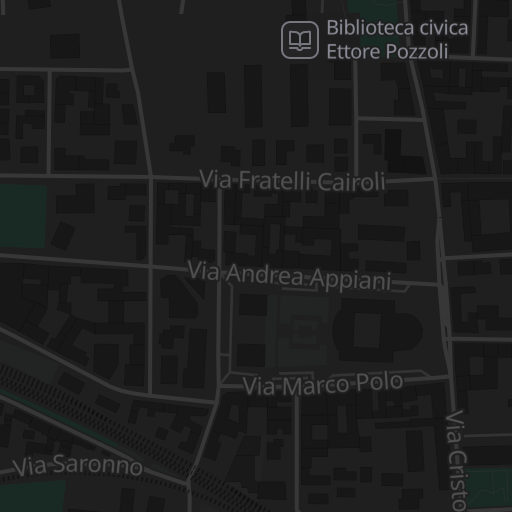 Biblioteca civica
Ettore Pozzoli
Via Fratelli Cairoli
Via Andrea Appiani
Via Marco Polo
Via Saronno
Via Cristo